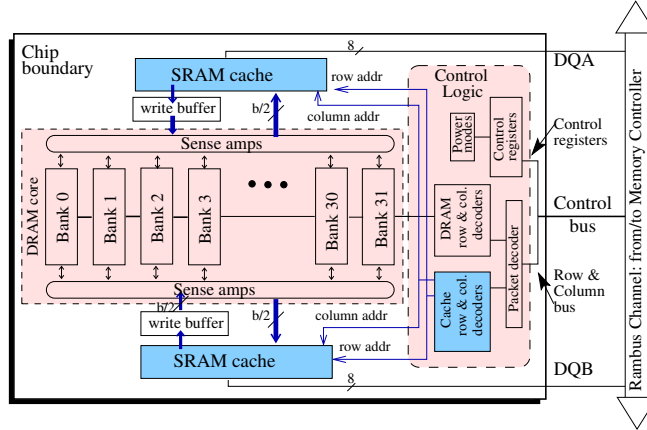 Chip
boundary
8
DQA
SRAM cache
row addr
Control
Logic
write buffer
b/2
column addr
Sense amps
Power
modes
Control
registers
Control
registers
DRAM core
Bank 0
Bank 1
Bank 2
Bank 3
Bank 30
Bank 31
DRAM
row & col.
decoders
Packet decoder
Control
bus
Cache
row & col.
decoders
Row &
Column
bus
Sense amps
b/2
b/2
write buffer
column addr
SRAM cache
row addr
8
DQB
Rambus Channel: from/to Memory Controller